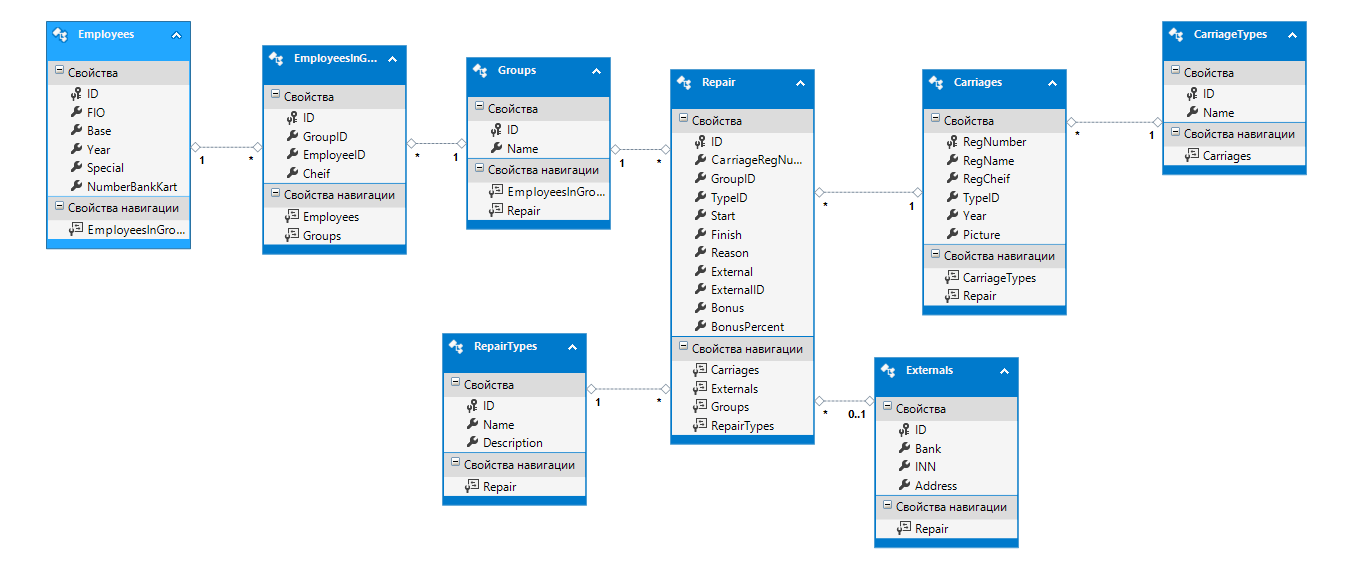 Employees
Свойства
ID
FIO
Base
Year
Special
NumberBankKart
Свойства навигации
EmployeesInGro...
1
*
EmployeesInG...
Свойства
ID
GroupID
EmployeeID
Cheif
Свойства навигации
Employees
Groups
*
1
Groups
Свойства
ID
Name
Свойства навигации
EmployeesInGro...
Repair
1
*
Repair
Свойства
ID
CarriageRegNu...
GroupID
TypeID
Start
Finish
Reason
External
ExternalID
Bonus
BonusPercent
Свойства навигации
Carriages
Externals
Groups
RepairTypes
*
1
Carriages
Свойства
RegNumber
RegName
RegCheif
TypeID
Year
Picture
Свойства навигации
CarriageTypes
Repair
*
1
CarriageTypes
Свойства
ID
Name
Свойства навигации
Carriages
RepairTypes
Свойства
ID
Name
Description
Свойства навигации
Repair
1
*
*
0..1
Externals
Свойства
ID
Bank
INN
Address
Свойства навигации
Repair